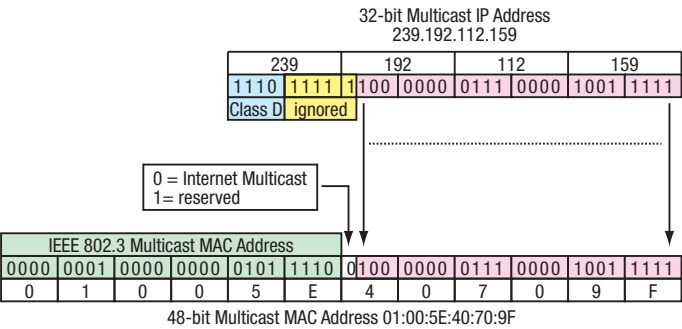 32-bit Multicast IP Address
239.192.112.159
239 192 112 159
1110 1111 1100 0000 0111 0000 1001 1111
Class D ignored
0 = Internet Multicast
1= reserved
IEEE 802.3 Multicast MAC Address
0000 0001 0000 0000 0101 1110 0100 0000 0111 0000 1001 1111
0 1 0 0 5 E 4 0 7 0 9 F
48-bit Multicast MAC Address 01:00:5E:40:70:9F